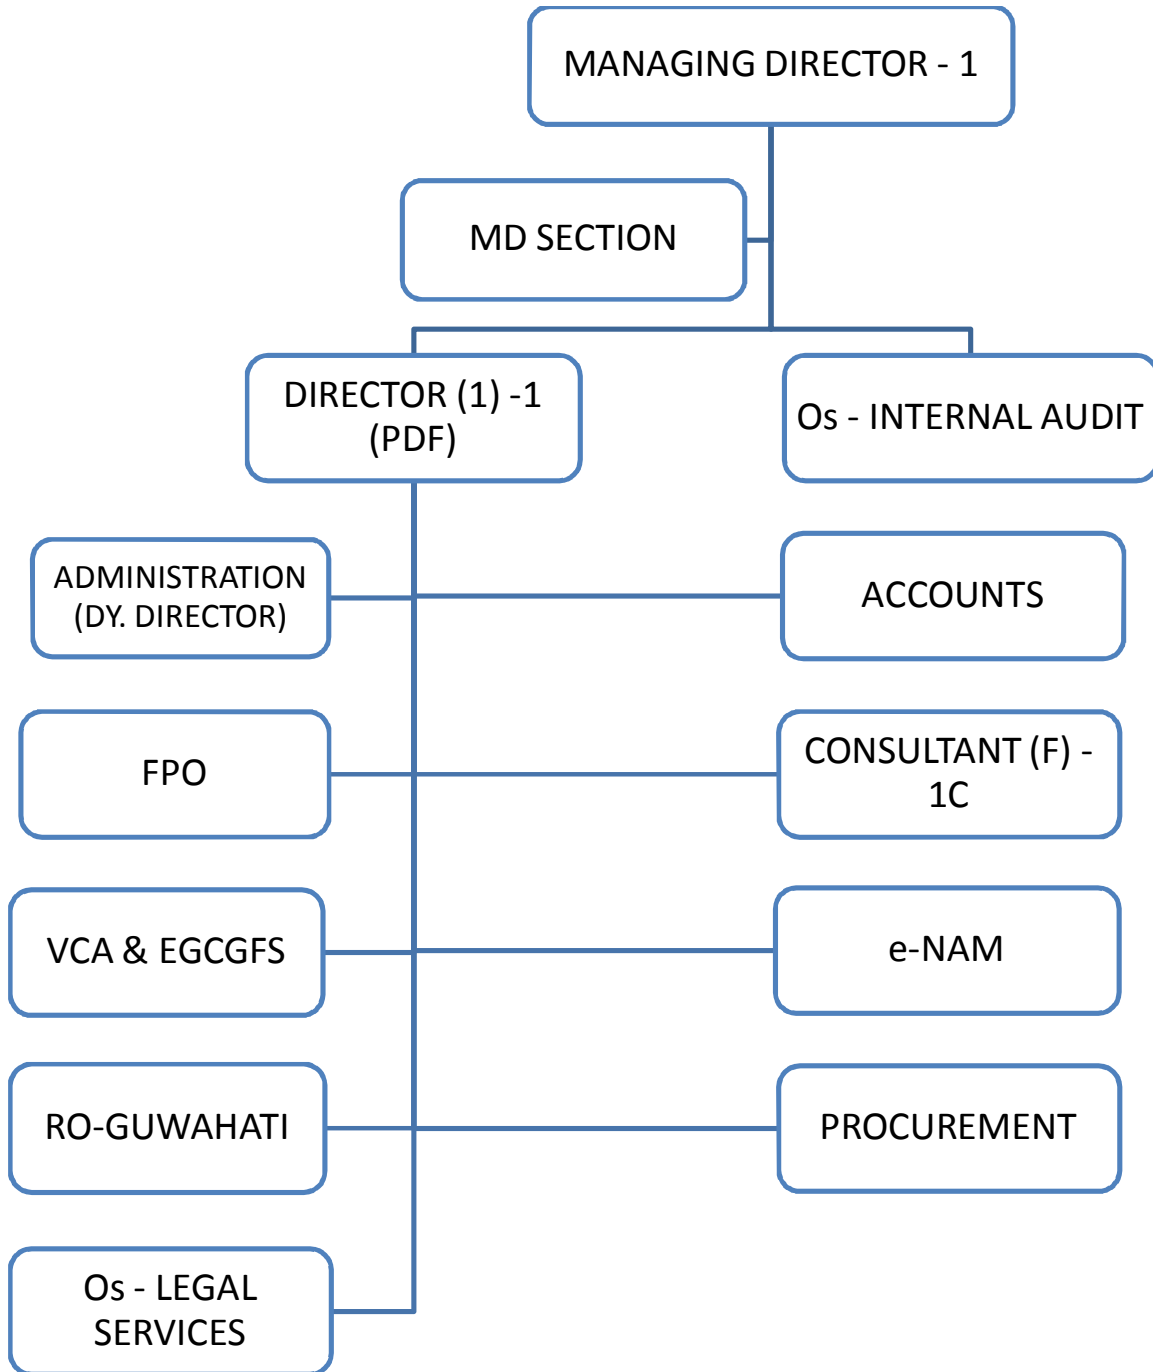 MANAGING DIRECTOR - 1
MD SECTION
DIRECTOR (1) -1
(PDF)
Os - INTERNAL AUDIT
ADMINISTRATION
(DY. DIRECTOR)
ACCOUNTS
FPO
CONSULTANT (F) -
1C
VCA & EGCGFS
e-NAM
RO-GUWAHATI
PROCUREMENT
Os - LEGAL
SERVICES